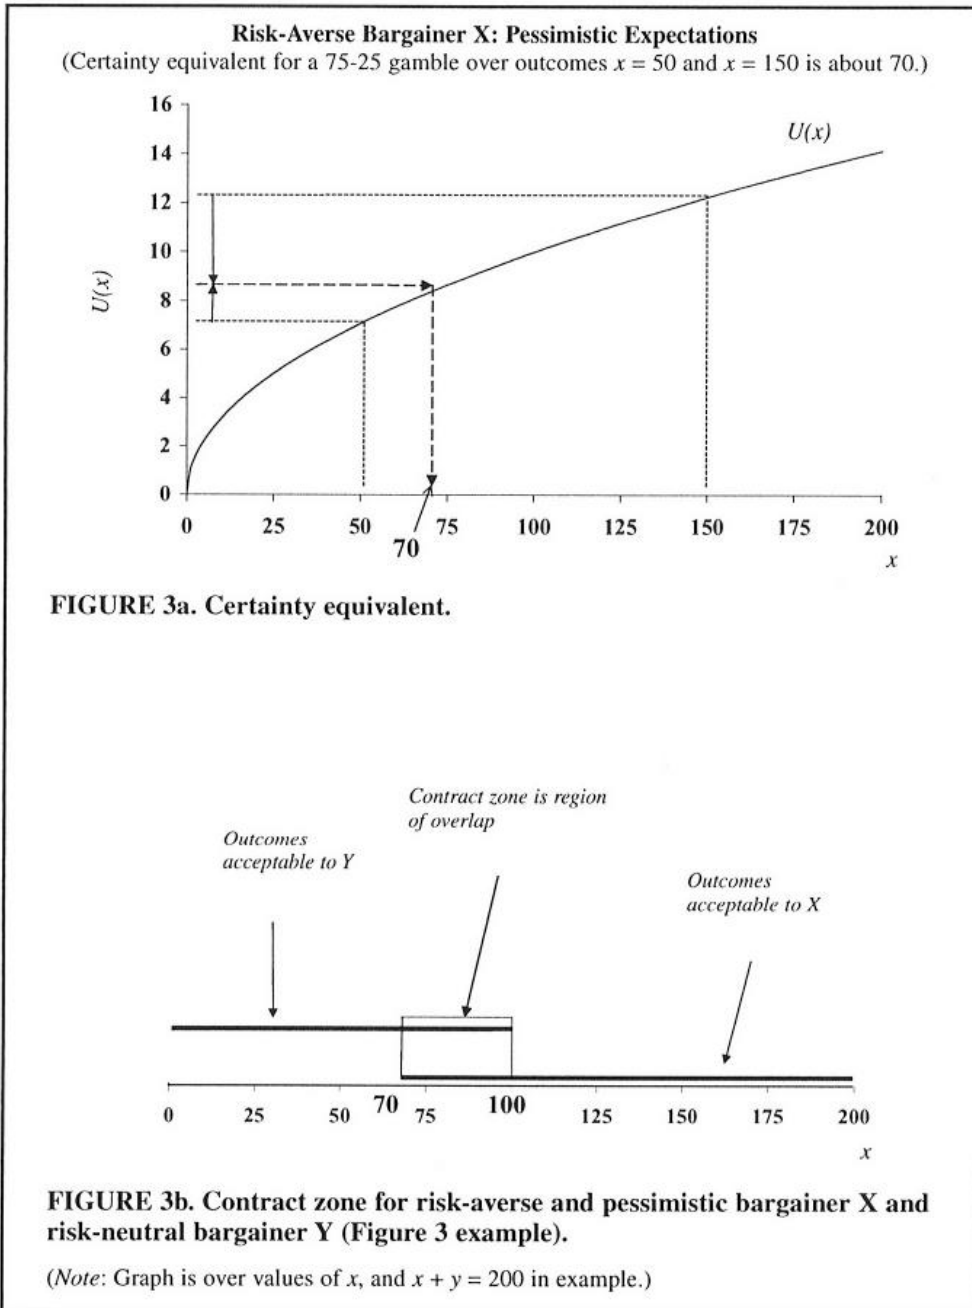 Risk-Averse Bargainer X: Pessimistic Expectations
(Certainty equivalent for a 75-25 gamble over outcomes x = 50 and x = 150 is about 70.)
16
U(x)
14
12
10
U(x)
8
6
4
2
0
0 25 50 75 100 125 150 175 200
70
x
FIGURE 3a. Certainty equivalent.
Contract zone is region
of overlap
Outcomes
acceptable to Y
Outcomes
acceptable to X
0 25 50 70 75 100 125 150 175 200
x
FIGURE 3b. Contract zone for risk-averse and pessimistic bargainer X and
risk-neutral bargainer Y (Figure 3 example).
(Note: Graph is over values of x, and x + y = 200 in example.)